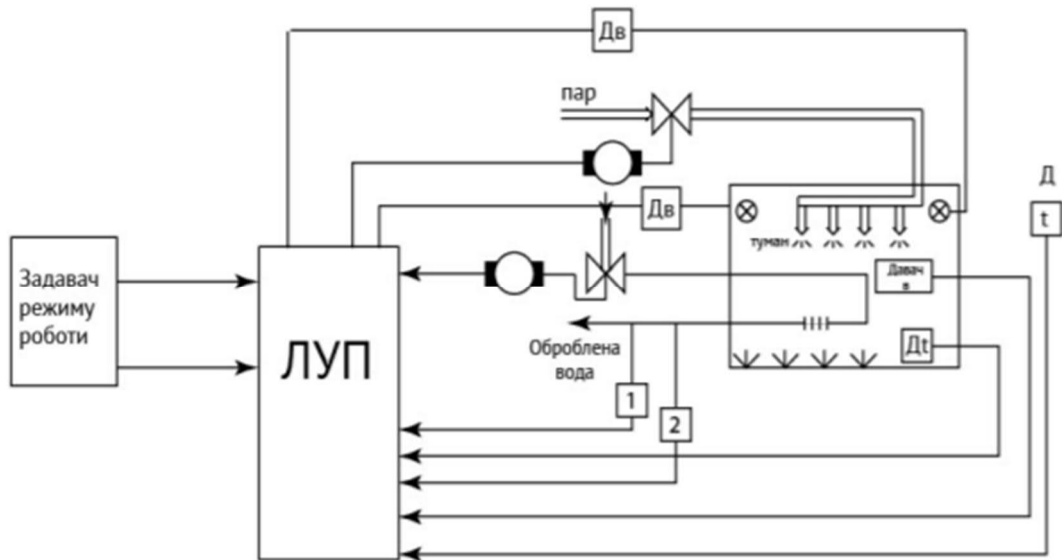 Дв
пар
Д
t
Дв
туман
Давач
в
Задавач
режиму
роботи
ЛУП
Оброблена
вода
Дt
1
2